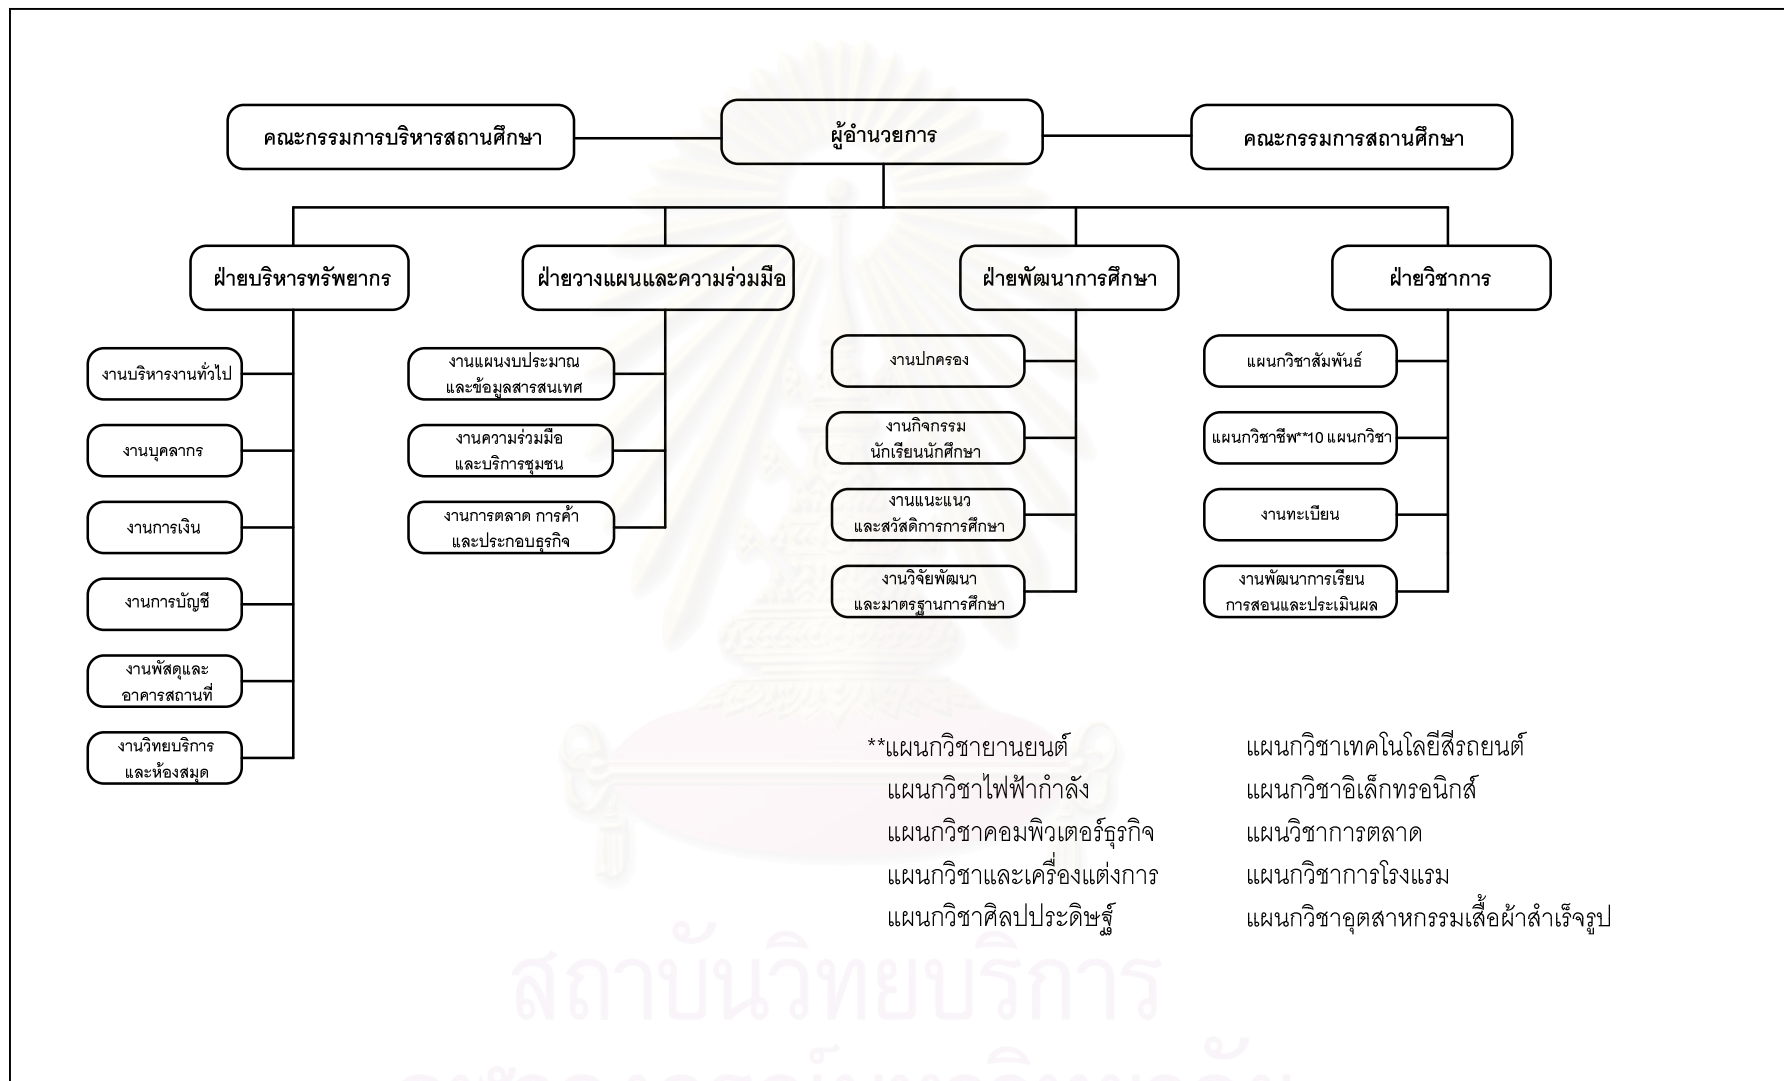 คณะกรรมการบริหารสถานศึกษา
ผู้อำนวยการ
คณะกรรมการสถานศึกษา
ฝ่ายบริหารทรัพยากร
ฝ่ายวางแผนและความร่วมมือ
ฝ่ายพัฒนาการศึกษา
ฝ่ายวิชาการ
งานบริหารงานทั่วไป
งานบุคลากร
งานการเงิน
งานการบัญชี
งานพัสดุและ
อาคารสถานที่
งานวิทยบริการ
และห้องสมุด
งานแผนงบประมาณ
และข้อมูลสารสนเทศ
งานความร่วมมือ
และบริการชุมชน
งานการตลาด การค้า
และประกอบธุรกิจ
งานปกครอง
งานกิจกรรม
นักเรียนนักศึกษา
งานแนะแนว
และสวัสดิการการศึกษา
งานวิจัยพัฒนา
และมาตรฐานการศึกษา
แผนกวิชาสัมพันธ์
แผนกวิชาชีพ**10 แผนกวิชา
งานทะเบียน
งานพัฒนาการเรียน
การสอนและประเมินผล
**แผนกวิชายานยนต์
แผนกวิชาไฟฟ้ากำลัง
แผนกวิชาคอมพิวเตอร์ธุรกิจ
แผนกวิชาและเครื่องแต่งการ
แผนกวิชาศิลปประดิษฐ์
แผนกวิชาเทคโนโลยีสีรถยนต์
แผนกวิชาอิเล็กทรอนิกส์
แผนวิชาการตลาด
แผนกวิชาการโรงแรม
แผนกวิชาอุตสาหกรรมเสื้อผ้าสำเร็จรูป
สถาบันวิทยบริการ